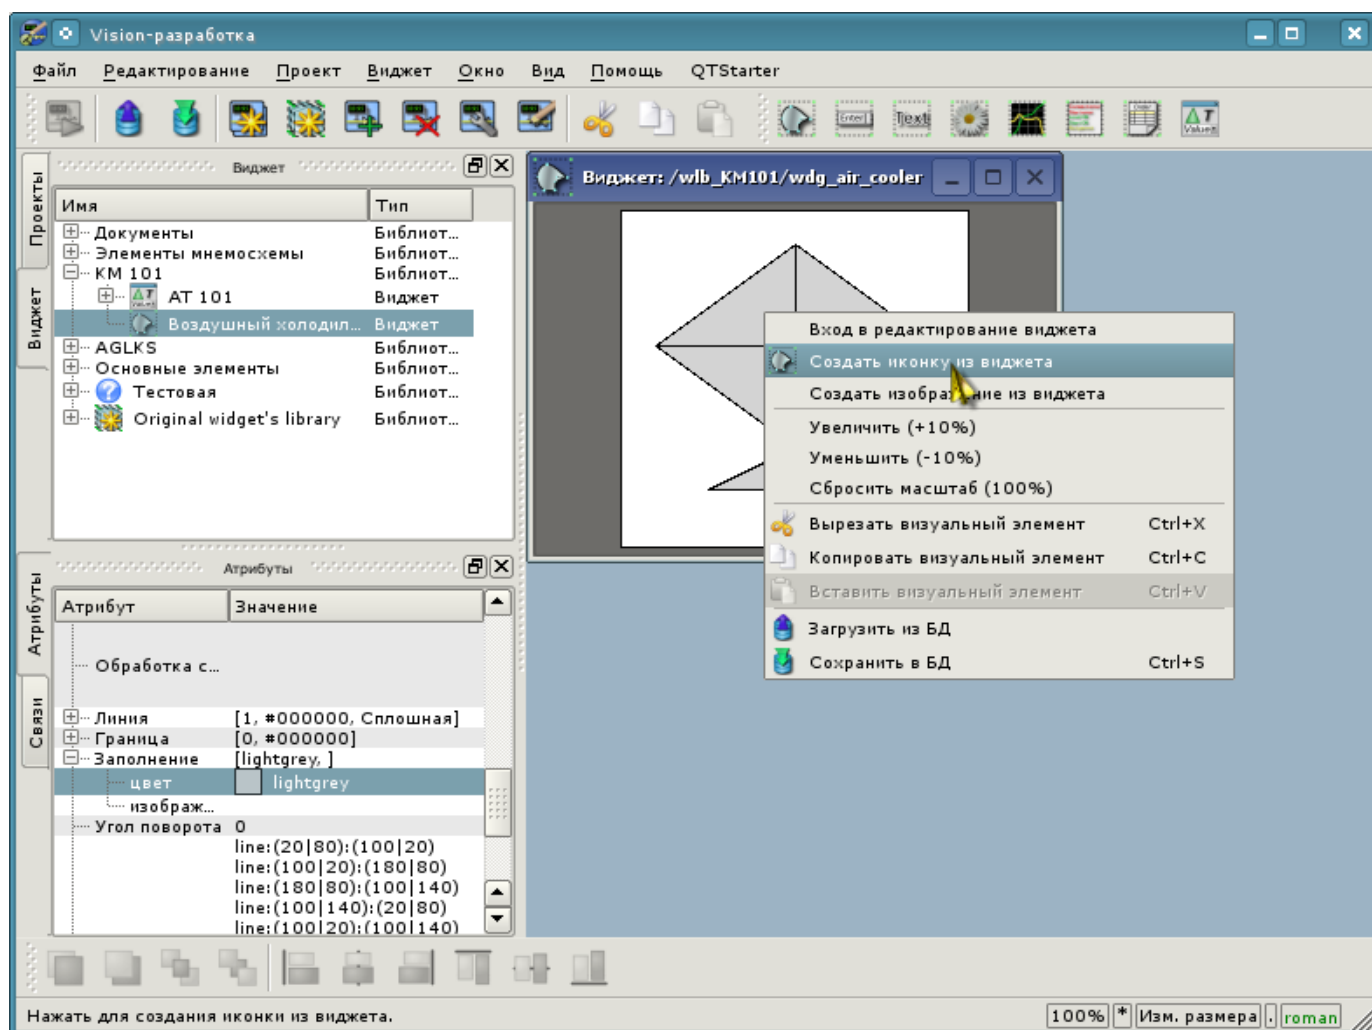 Vision-разработка
Файл Редактирование Проект Виджет Окно Вид Помощь QTStarter
Enter Text Values
Проекты
Виджет
Виджет
Имя Тип
Документы Библиот...
Элементы мнемосхемы Библиот...
КМ 101 Библиот...
АТ 101 Виджет
Воздушный холодил... Виджет
AGLKS Библиот...
Основные элементы Библиот...
Тестовая Библиот...
Original widget's library Библиот...
Виджет: /wlb_KM101/wdg_air_cooler
Вход в редактирование виджета
Создать иконку из виджета
Создать изображение из виджета
Увеличить (+10%)
Уменьшить (-10%)
Сбросить масштаб (100%)
Вырезать визуальный элемент Ctrl+X
Копировать визуальный элемент Ctrl+C
Вставить визуальный элемент Ctrl+V
Загрузить из БД
Сохранить в БД Ctrl+S
Атрибуты
Связи
Атрибуты
Атрибут Значение
Обработка с...
Линия [1, #000000, Сплошная]
Граница [0, #000000]
Заполнение [lightgrey, ]
цвет lightgrey
изображ...
Угол поворота 0
line:(20|80):(100|20)
line:(100|20):(180|80)
line:(180|80):(100|140)
line:(100|140):(20|80)
line:(100|20):(100|140)
Нажать для создания иконки из виджета.
100% * Изм. размера . roman